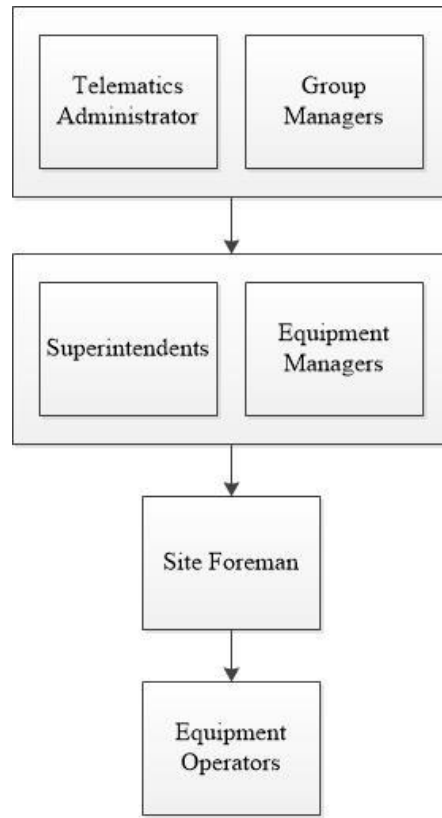 Telematics
Administrator
Group
Managers
Superintendents
Equipment
Managers
Site Foreman
Equipment
Operators